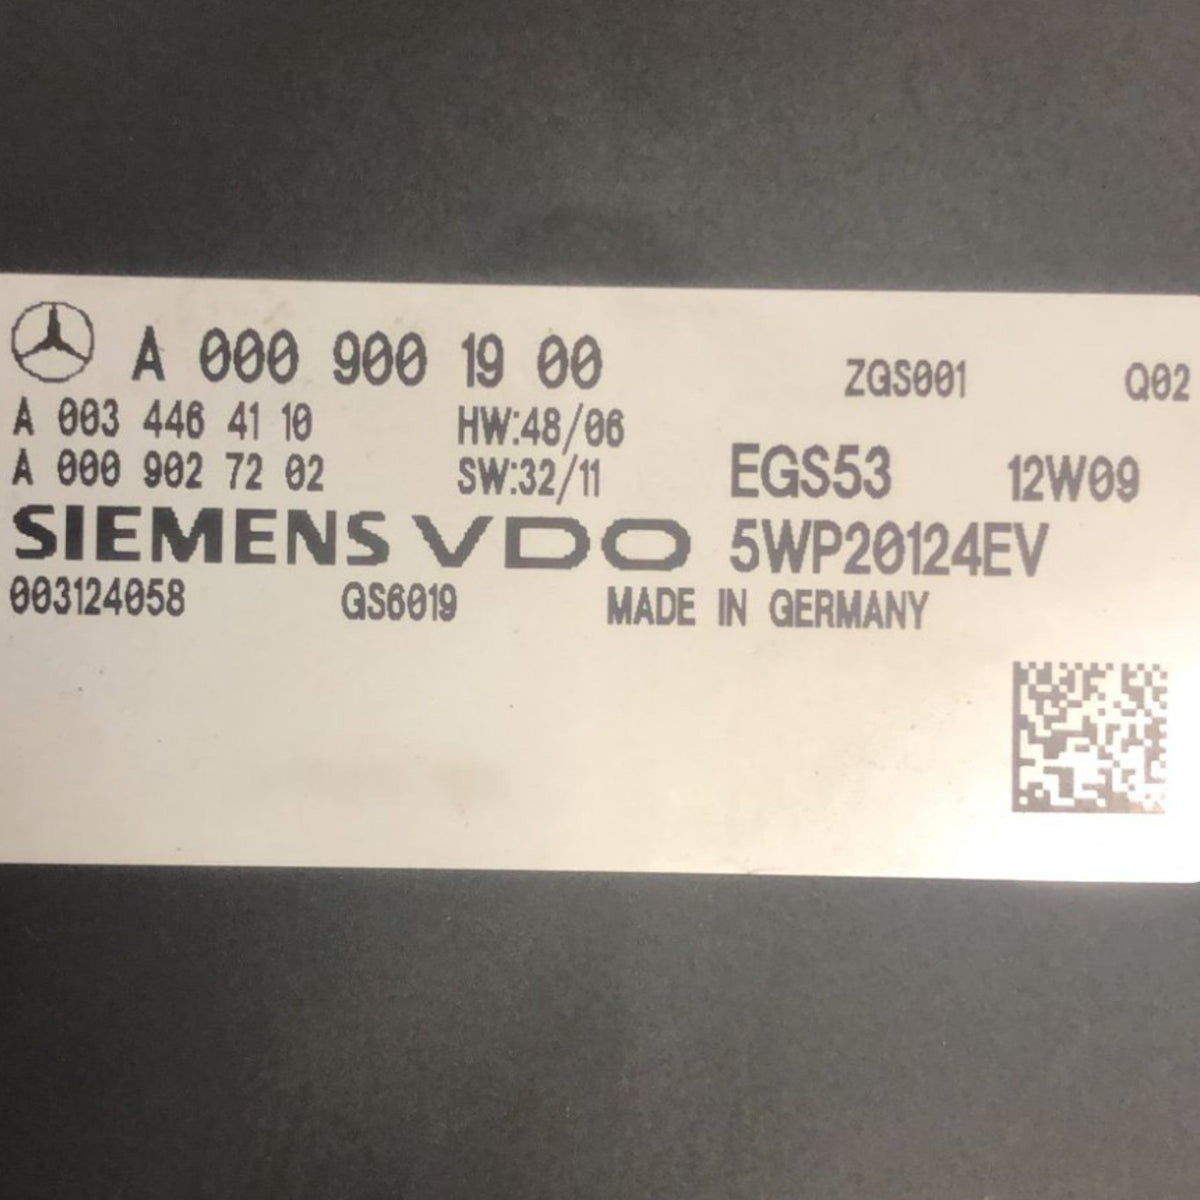 A 000 900 19 00 ZGS001 Q02
A 003 446 41 10 HW:48/06
A 000 902 72 02 SW:32/11 EGS53 12W09
SIEMENS VDO 5WP20124EV
003124058 GS6019 MADE IN GERMANY